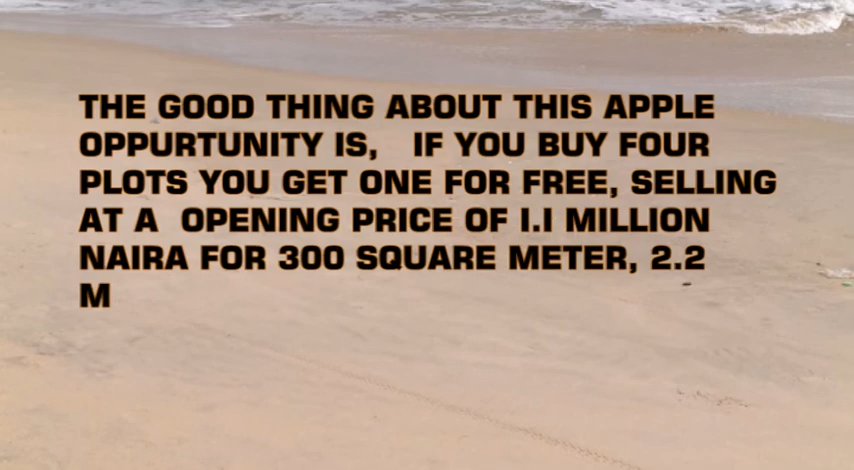 THE GOOD THING ABOUT THIS APPLE
OPPURTUNITY IS, IF YOU BUY FOUR
PLOTS YOU GET ONE FOR FREE, SELLING
AT A OPENING PRICE OF I.I MILLION
NAIRA FOR 300 SQUARE METER, 2.2
M